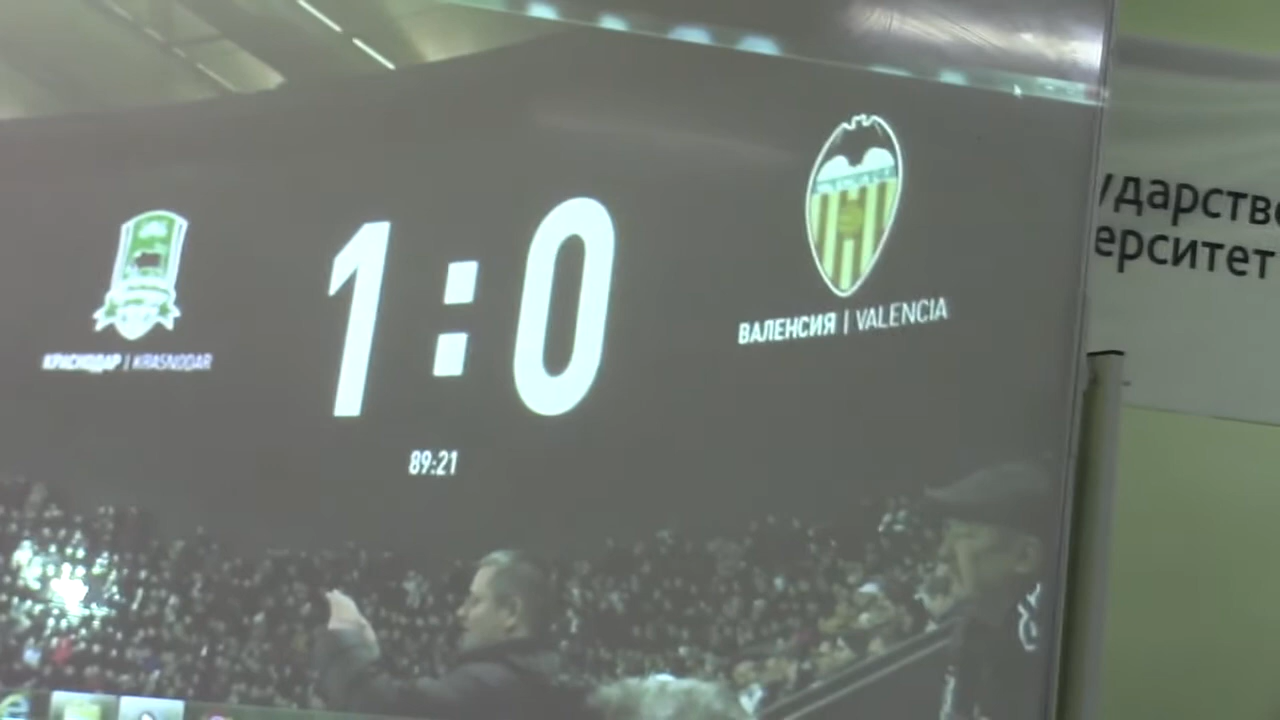 1:0
КРАСНОДАР | KRASNODAR
ВАЛЕНСИЯ | VALENCIA
89:21
ударстве
ерситет